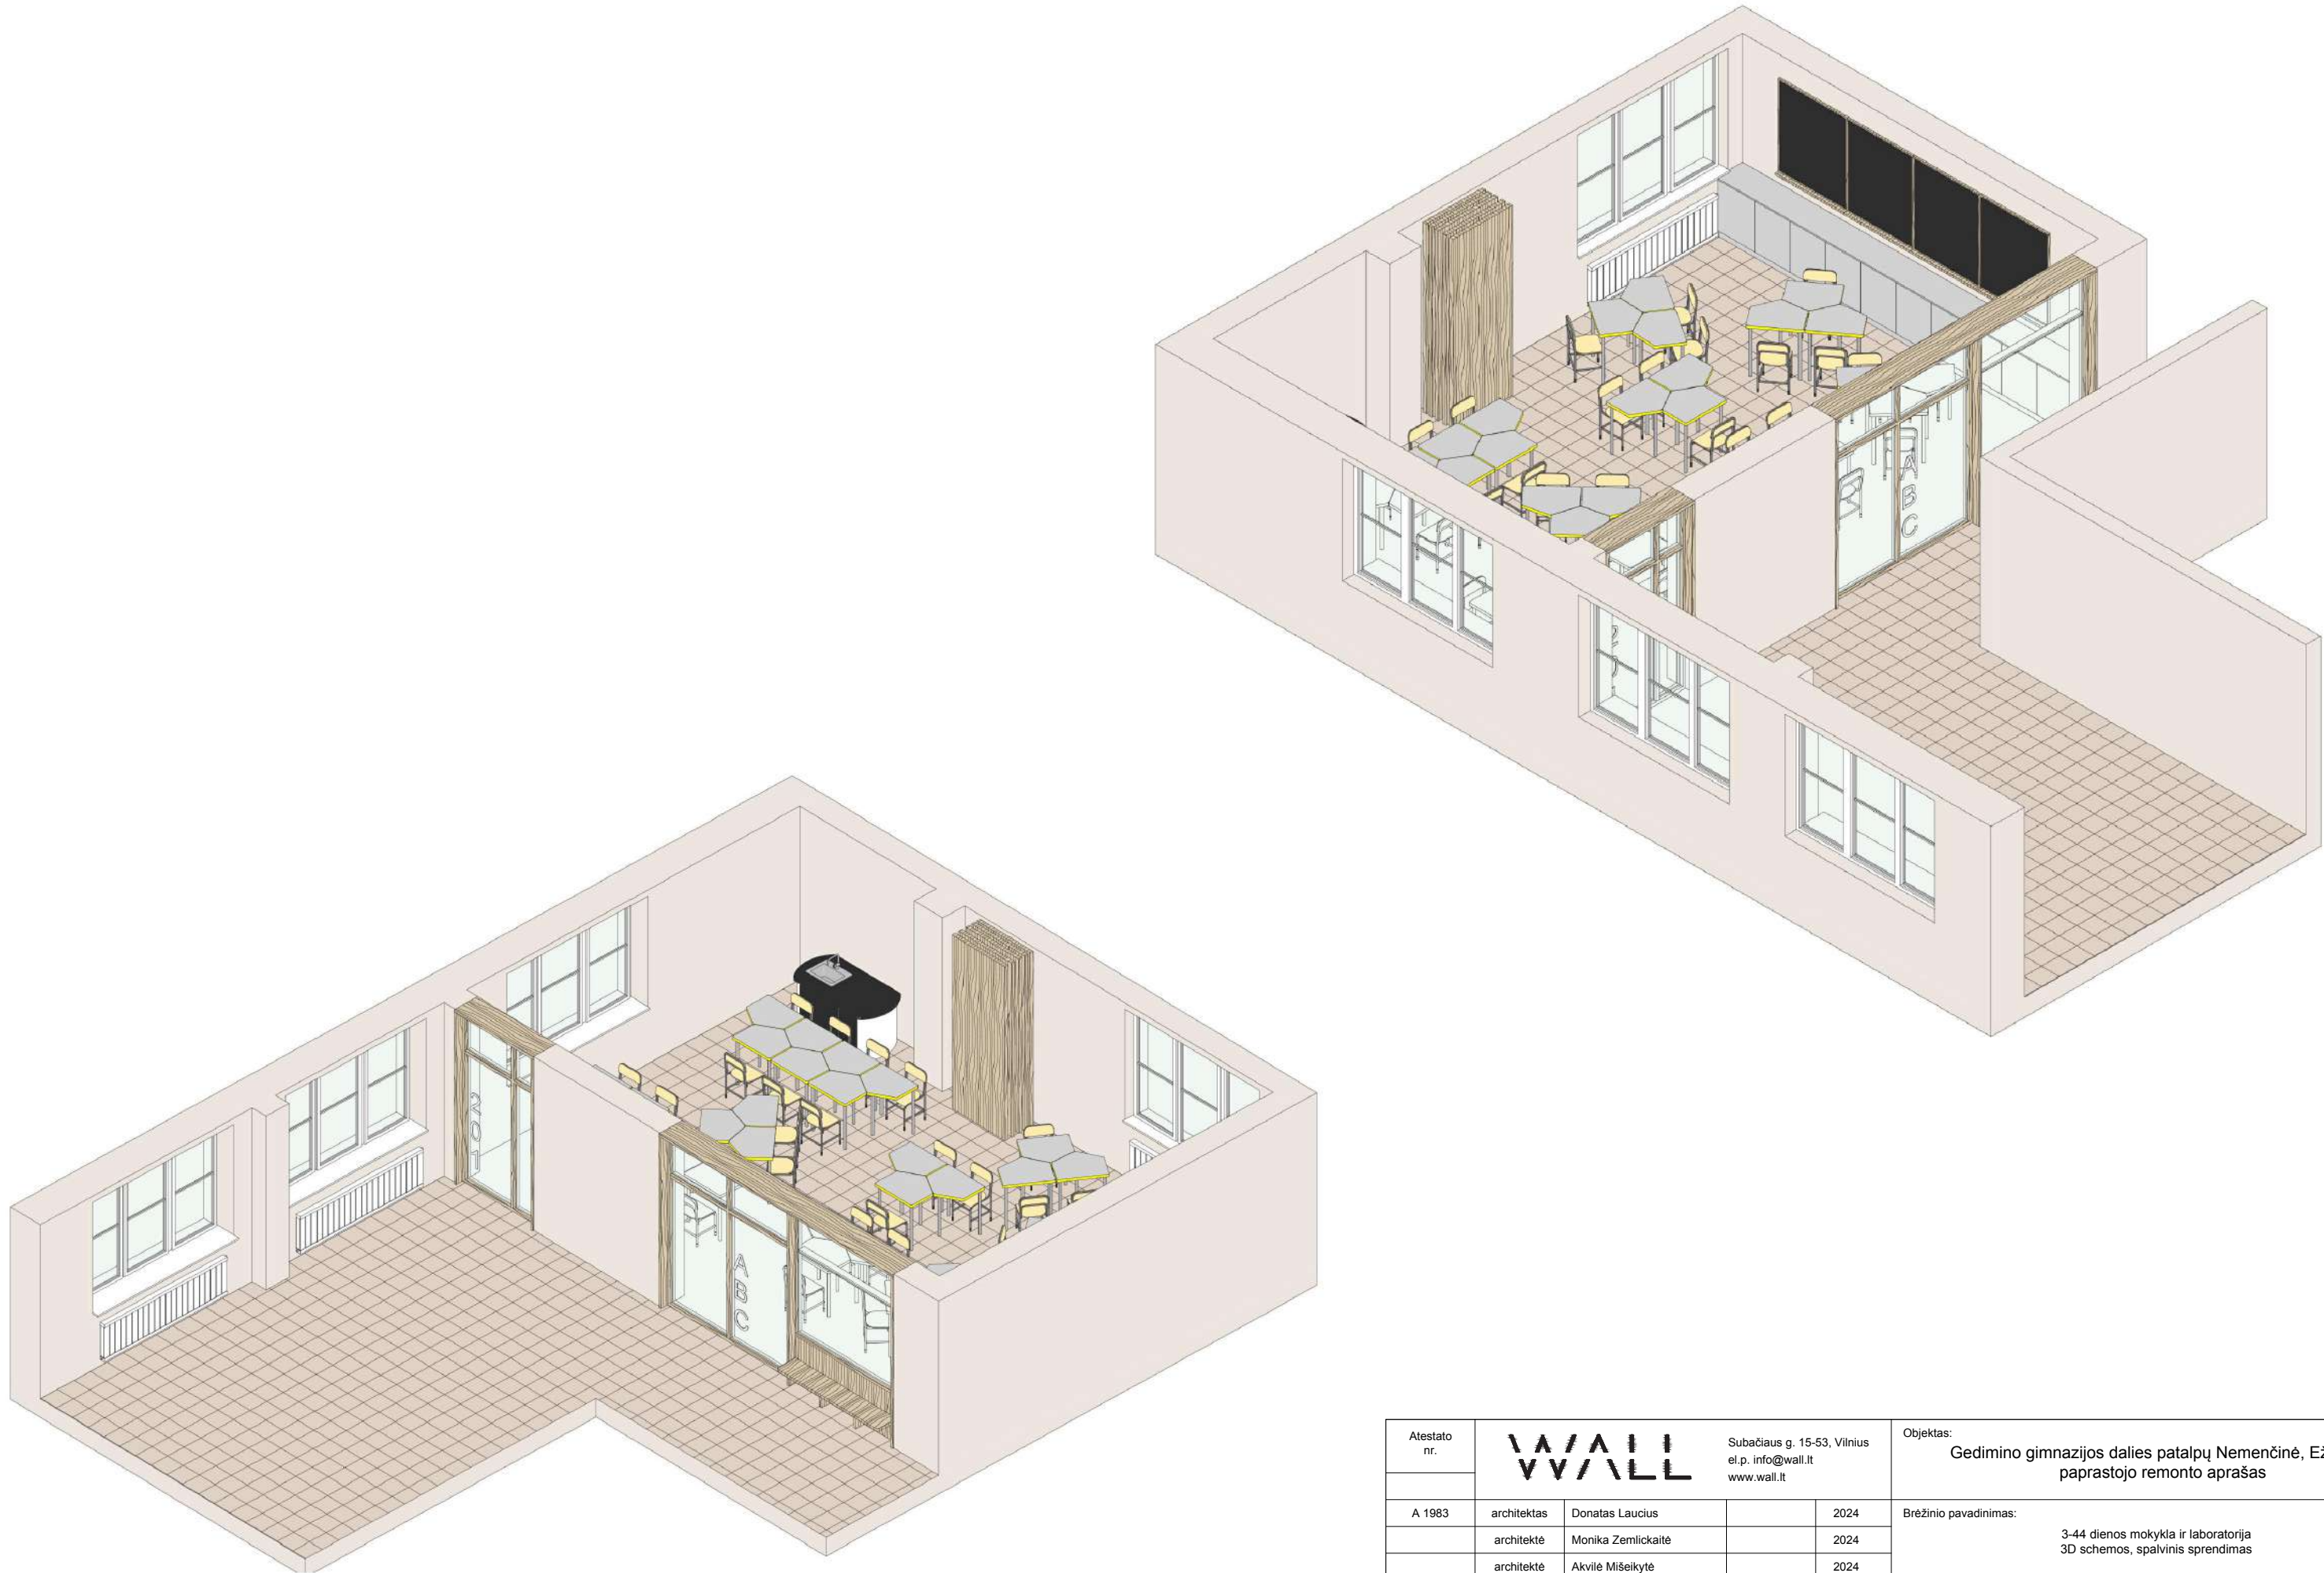 201
A
B
C
A
B
C
Atestato
nr.
WALL
Subačiaus g. 15-53, Vilnius
el.p. info@wall.lt
www.wall.lt
Objektas:
Gedimino gimnazijos dalies patalpų Nemenčinė,
paprastojo remonto aprašas
A 1983 architektas Donatas Laucius 2024
Brėžinio pavadinimas:
architektė Monika Zemlickaitė 2024
3-44 dienos mokykla ir laboratorija
3D schemos, spalvinis sprendimas
architektė Akvilė Mišeikytė 2024